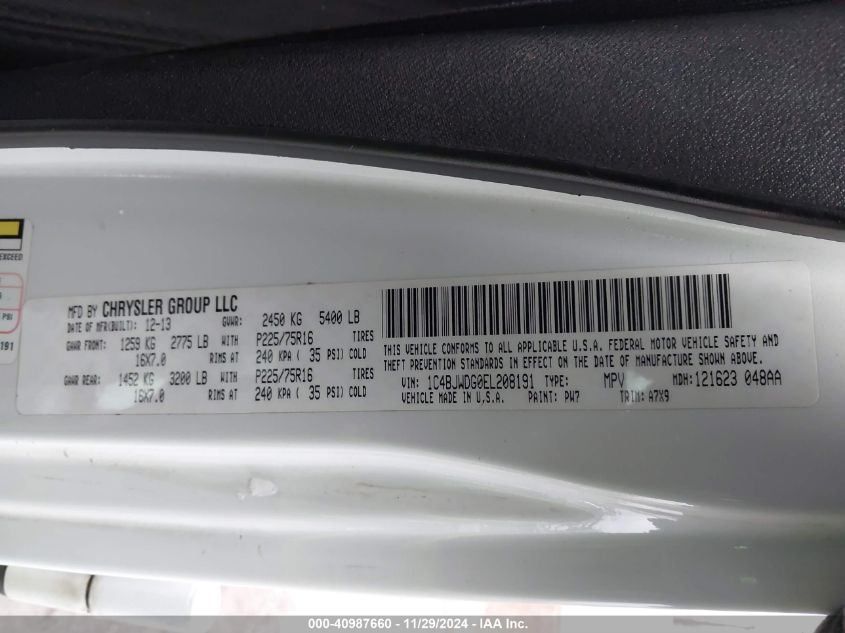 EXCEED
PSI
191
MFD BY CHRYSLER GROUP LLC
DATE OF MFR(BUILT): 12-13 GVWR: 2450 KG 5400 LB
GAWR FRONT: 1259 KG 2775 LB WITH P225/75R16 TIRES
16X7.0 RIMS AT 240 KPA ( 35 PSI) COLD
GAWR REAR: 1452 KG 3200 LB WITH P225/75R16 TIRES
16X7.0 RIMS AT 240 KPA ( 35 PSI) COLD
THIS VEHICLE CONFORMS TO ALL APPLICABLE U.S.A. FEDERAL MOTOR VEHICLE SAFETY AND
THEFT PREVENTION STANDARDS IN EFFECT ON THE DATE OF MANUFACTURE SHOWN ABOVE.
VIN: 1C4BJWDG0EL208191 TYPE: MPV MDH: 121623 048AA
VEHICLE MADE IN U.S.A. PAINT: PW7 TRIM: A7X9
000-40987660 - 11/29/2024 - IAA Inc.